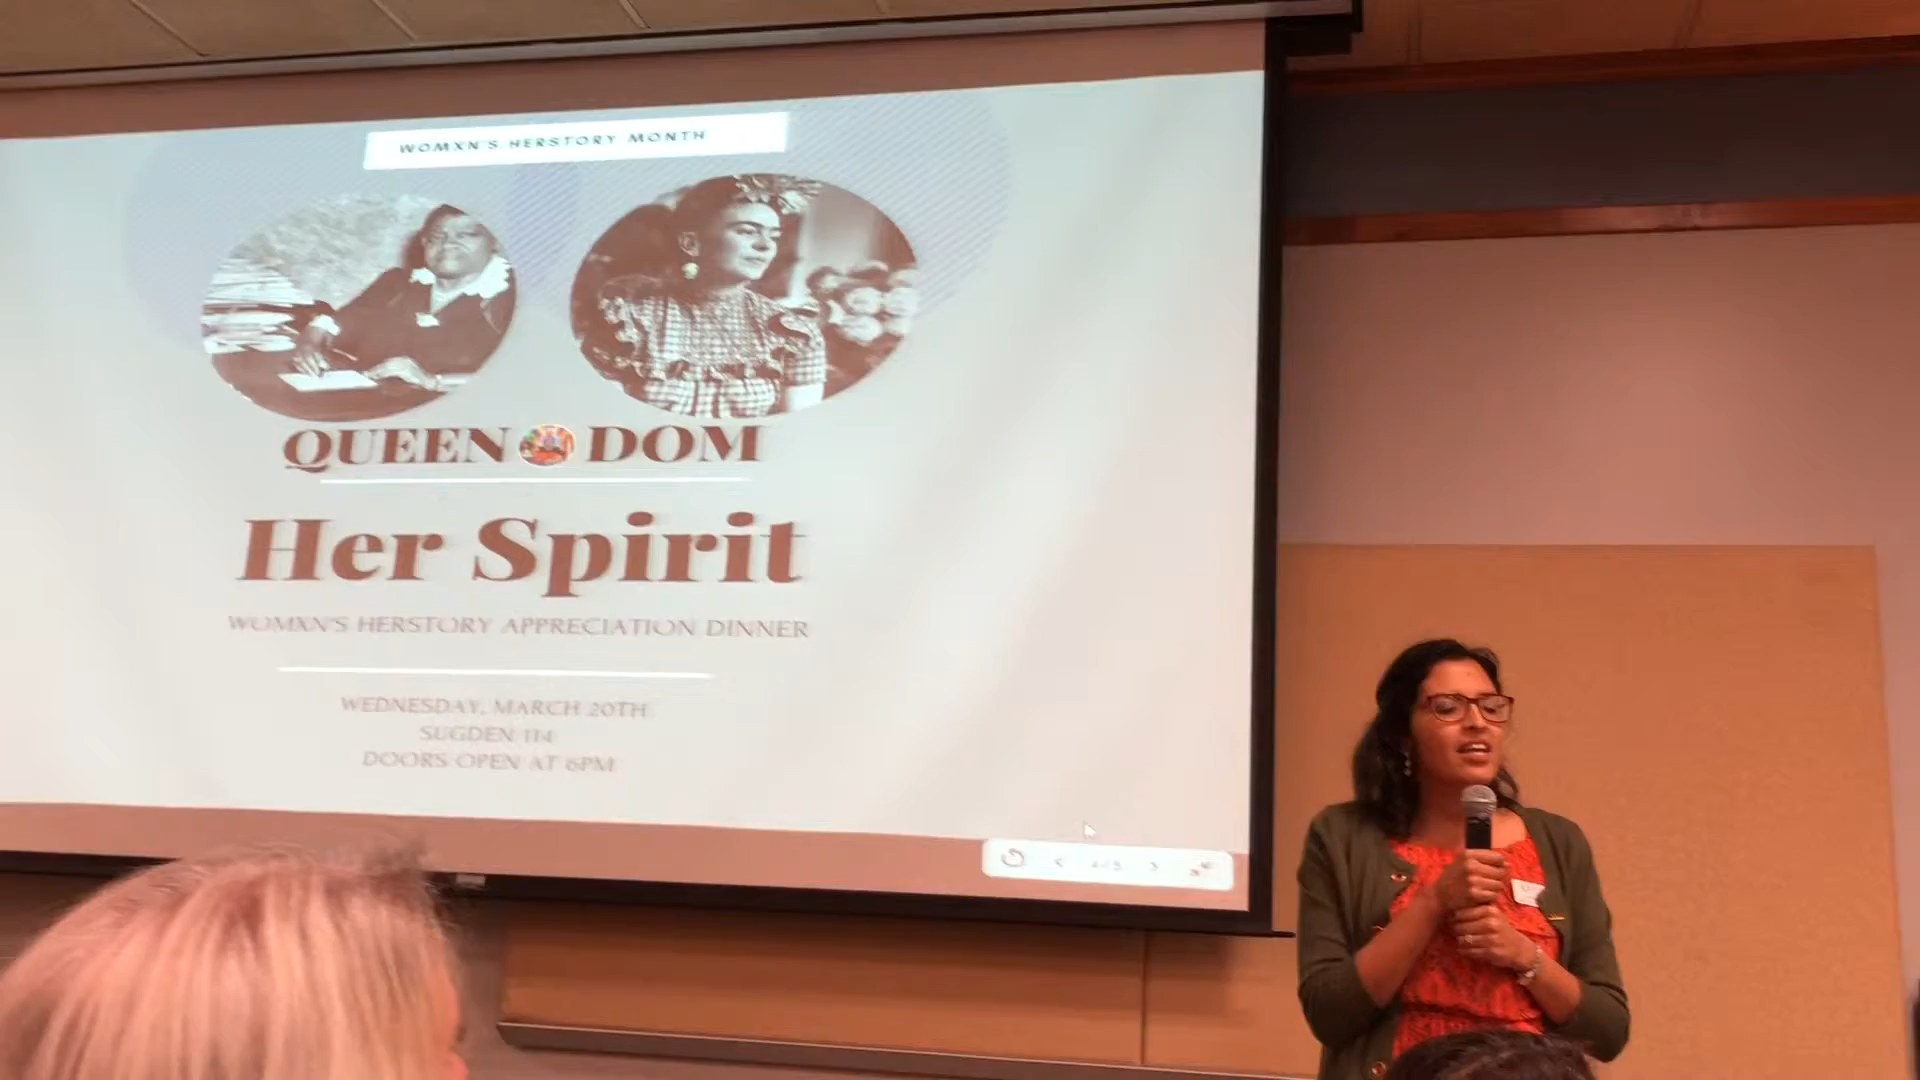 WOMXN'S HERSTORY MONTH
QUEEN DOM
Her Spirit
WOMXN'S HERSTORY APPRECIATION DINNER
WEDNESDAY, MARCH 20TH
SUGDEN 114
DOORS OPEN AT 6PM